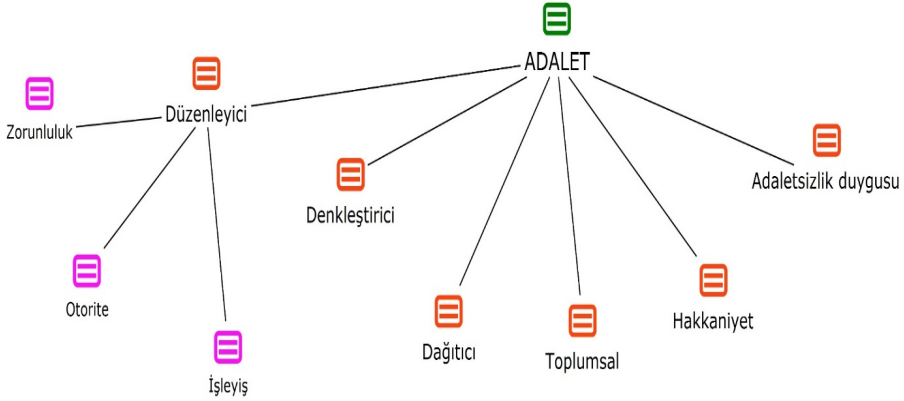 ADALET
Düzenleyici
Zorunluluk
Adaletsizlik duygusu
Denkleştirici
Otorite
Hakkaniyet
Dağıtıcı
Toplumsal
İşleyiş